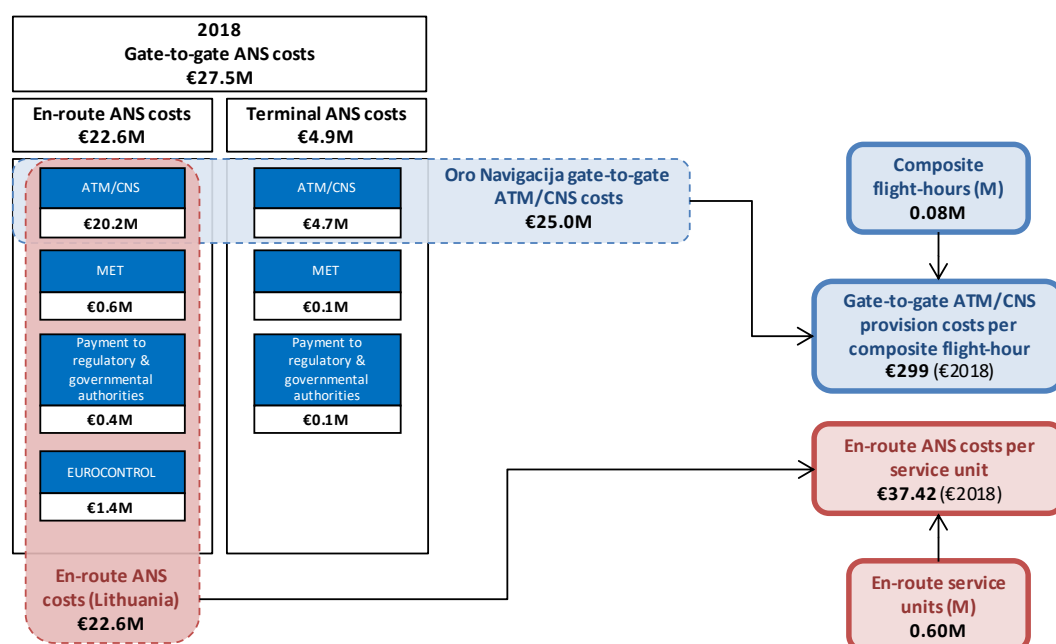 2018
Gate-to-gate ANS costs
€27.5M
En-route ANS costs
€22.6M
Terminal ANS costs
€4.9M
ATM/CNS
€20.2M
ATM/CNS
€4.7M
Oro Navigacija gate-to-gate
ATM/CNS costs
€25.0M
MET
€0.6M
MET
€0.1M
Payment to
regulatory &
governmental
authorities
€0.4M
Payment to
regulatory &
governmental
authorities
€0.1M
EUROCONTROL
€1.4M
En-route ANS
costs (Lithuania)
€22.6M
Composite
flight-hours (M)
0.08M
Gate-to-gate ATM/CNS
provision costs per
composite flight-hour
€299 (€2018)
En-route ANS costs per
service unit
€37.42 (€2018)
En-route service
units (M)
0.60M